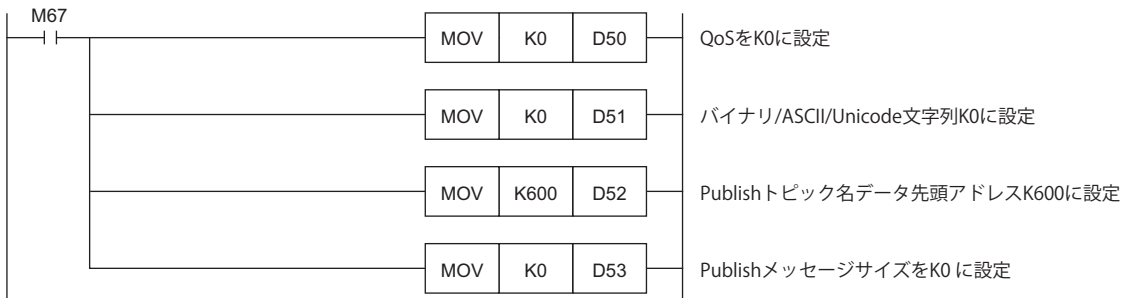 M67
MOV K0 D50 QoSをK0に設定
MOV K0 D51 バイナリ/ASCII/Unicode文字列K0に設定
MOV K600 D52 Publishトピック名データ先頭アドレスK600に設定
MOV K0 D53 PublishメッセージサイズをK0 に設定